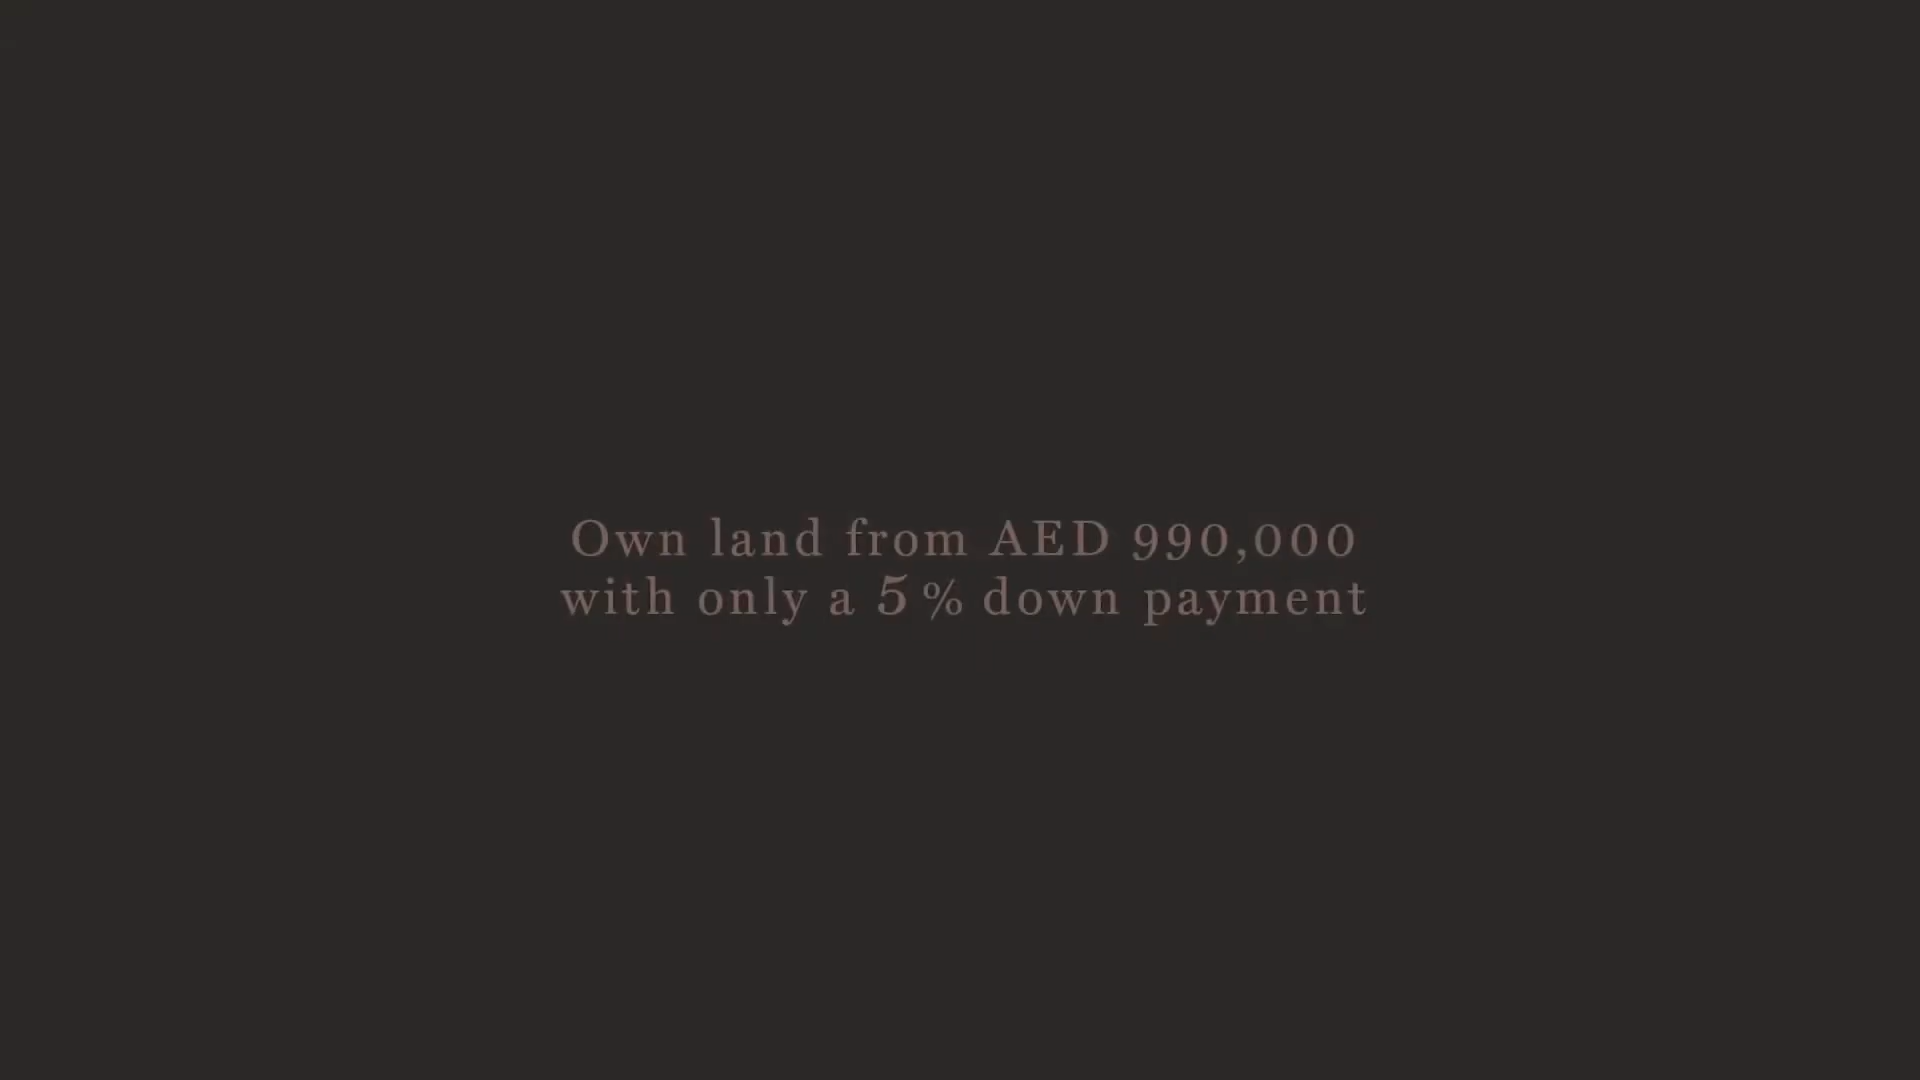 Own land from AED 990,000
with only a 5% down payment